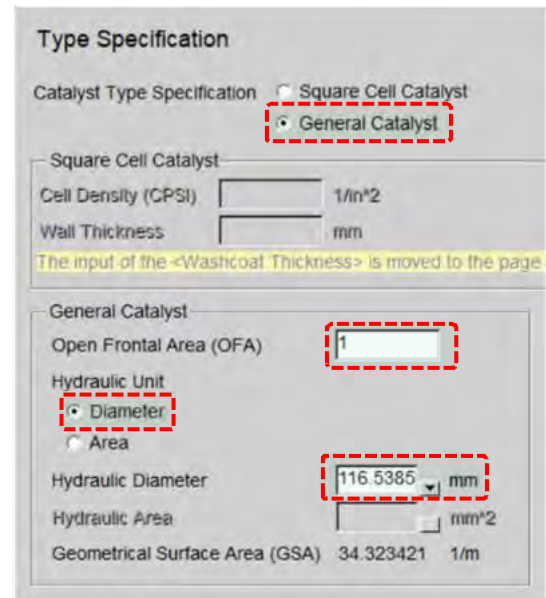 Type Specification
Catalyst Type Specification Square Cell Catalyst
General Catalyst
Square Cell Catalyst
Cell Density (CPSI) 1/in^2
Wall Thickness mm
The input of the <Washcoat Thickness> is moved to the page
General Catalyst
Open Frontal Area (OFA) 1
Hydraulic Unit
Diameter
Area
Hydraulic Diameter 116.5385 mm
Hydraulic Area mm^2
Geometrical Surface Area (GSA) 34.323421 1/m